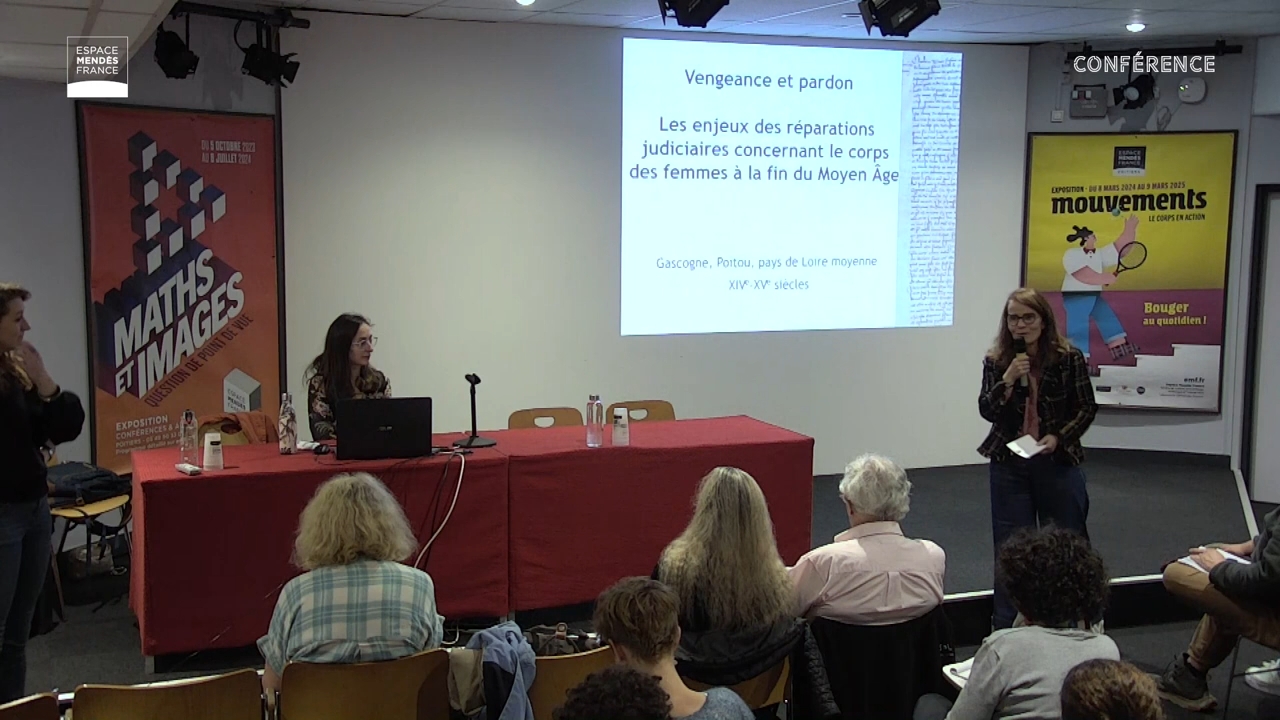 ESPACE
MENDÈS
FRANCE
CONFÉRENCE
Vengeance et pardon
Les enjeux des réparations
judiciaires concernant le corps
des femmes à la fin du Moyen Âge
Gascogne, Poitou, pays de Loire moyenne
XIVe-XVe siècles
DU 5 OCTOBRE 2023
AU 8 JUILLET 2024
MATHS
ET IMAGES
QUESTION DE POINT DE VUE
EXPOSITION
ESPACE
MENDÈS
FRANCE
EXPOSITION - DU 8 MARS 2024 AU 9 MARS 2025
mouvements
LE CORPS EN ACTION
Bouger
au quotidien !
emf.fr